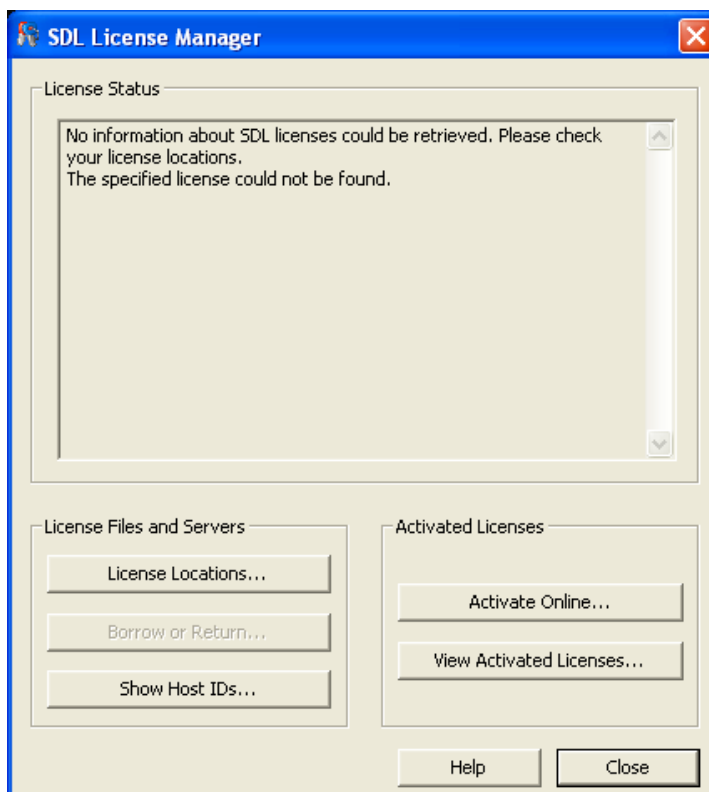 SDL License Manager
License Status
No information about SDL licenses could be retrieved. Please check
your license locations.
The specified license could not be found.
License Files and Servers
License Locations...
Borrow or Return...
Show Host IDs...
Activated Licenses
Activate Online...
View Activated Licenses...
Help
Close